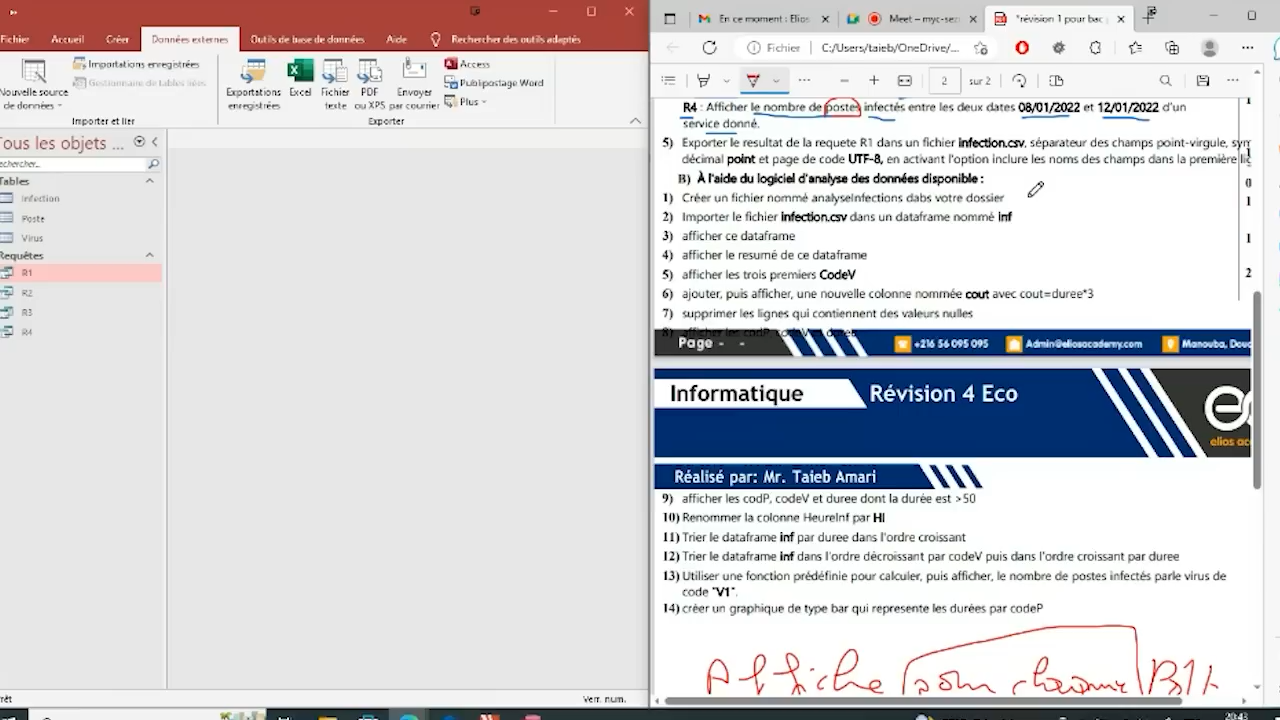 Fichier
Accueil
Créer
Données externes
Outils de base de données
Aide
Rechercher des outils adaptés
Nouvelle source
de données
Importations enregistrées
Gestionnaire de tables liées
Importer et lier
Exportations
enregistrées
Excel
Fichier
texte
PDF
ou XPS
Envoyer
par courrier
Access
Publipostage Word
Plus
Exporter
Tous les objets ...
Rechercher...
Tables
Infection
Poste
Virus
Requêtes
R1
R2
R3
R4
Verr. num.
En ce moment : Elios
Meet – myc-sez
*révision 1 pour bac
Fichier
C:/Users/taieb/OneDrive/...
2
sur 2
R4 : Afficher le nombre de postes infectés entre les deux dates 08/01/2022 et 12/01/2022 d'un
service donné.
5) Exporter le resultat de la requete R1 dans un fichier infection.csv, séparateur des champs point-virgule, sym
décimal point et page de code UTF-8, en activant l'option inclure les noms des champs dans la première li
B) À l'aide du logiciel d'analyse des données disponible :
1) Créer un fichier nommé analyseInfections dabs votre dossier
2) Importer le fichier infection.csv dans un dataframe nommé inf
3) afficher ce dataframe
4) afficher le resumé de ce dataframe
5) afficher les trois premiers CodeV
6) ajouter, puis afficher, une nouvelle colonne nommée cout avec cout=duree*3
7) supprimer les lignes qui contiennent des valeurs nulles
8) afficher les codP, codeV et duree
Page - -
+216 56 095 095
Admin@eliosacademy.com
Manouba, Dou
Informatique
Révision 4 Eco
elios ac
Réalisé par: Mr. Taieb Amari
9) afficher les codP, codeV et duree dont la durée est >50
10) Renommer la colonne HeureInf par HI
11) Trier le dataframe inf par duree dans l'ordre croissant
12) Trier le dataframe inf dans l'ordre décroissant par codeV puis dans l'ordre croissant par duree
13) Utiliser une fonction prédéfinie pour calculer, puis afficher, le nombre de postes infectés parle virus de
code "V1".
14) créer un graphique de type bar qui represente les durées par codeP
Affiche
20:43